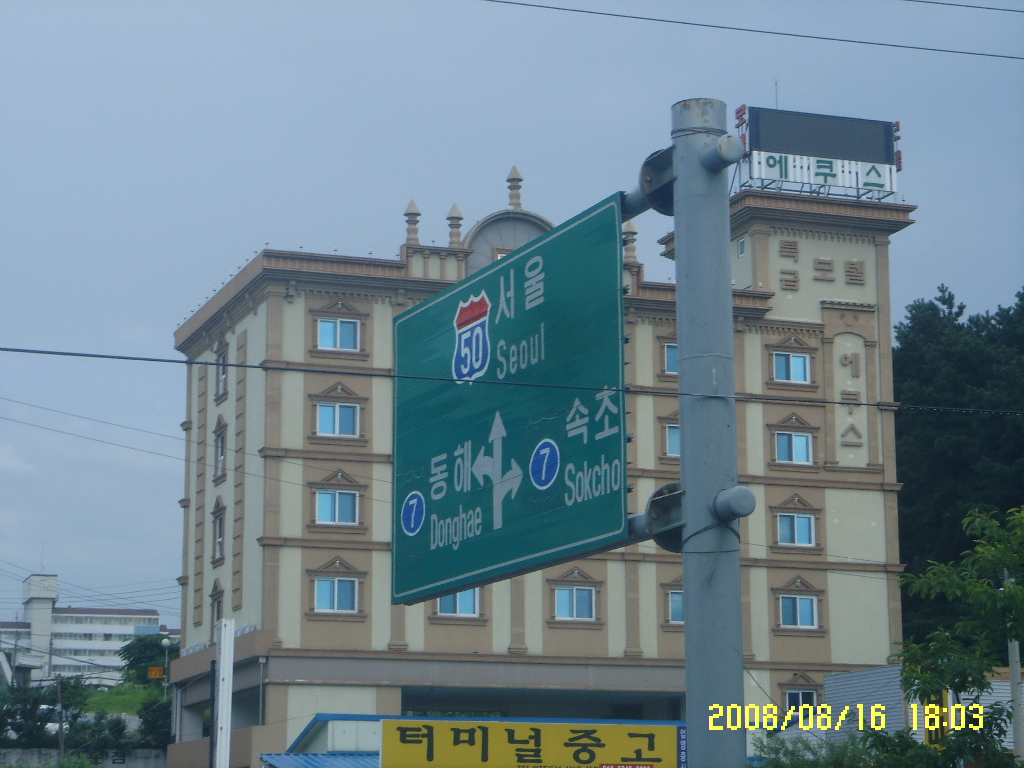 에쿠스
특급 모텔
에쿠스
서울
50
Seoul
속초
7
Sokcho
동해
7
Donghae
터미널중고
2008/08/16 18:03